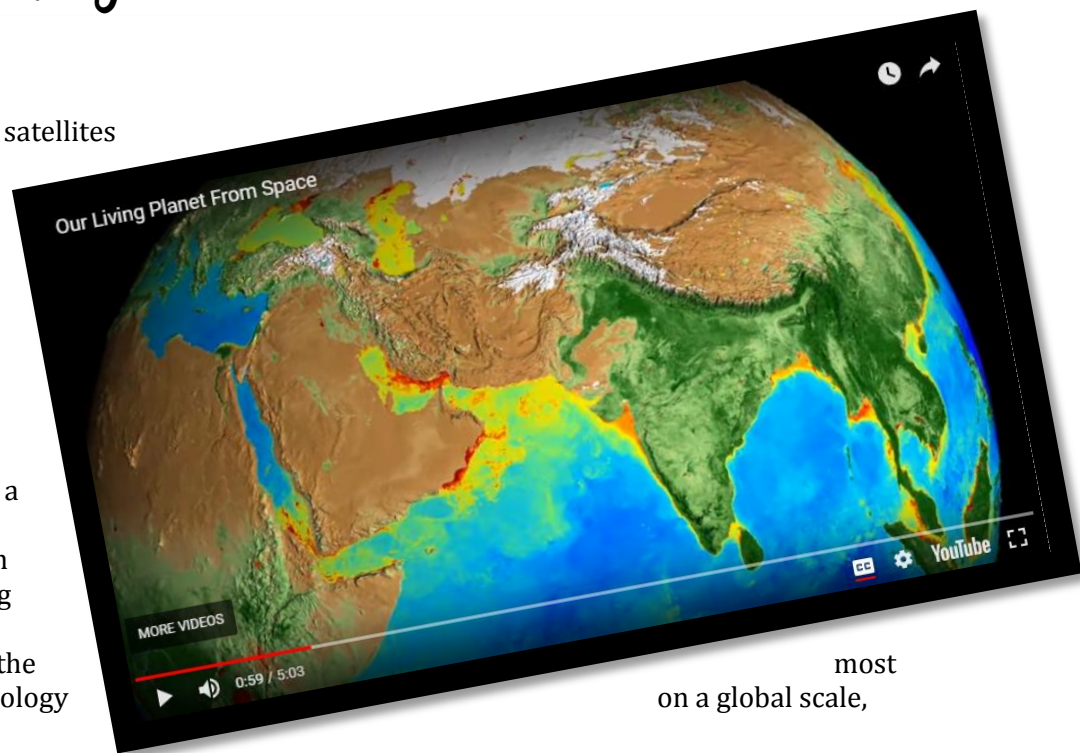 satellites
Our Living Planet From Space
a
n
g
MORE VIDEOS
CC
YouTube
0:59 / 5:03
the most
ology on a global scale,